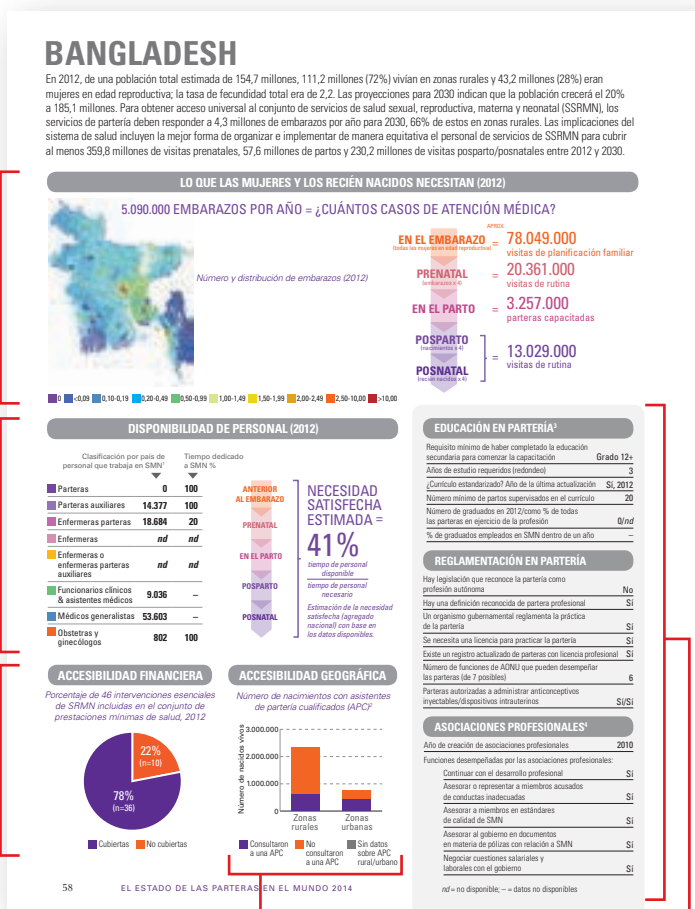 BANGLADESH
En 2012, de una población total estimada de 154,7 millones, 111,2 millones (72%) vivían en zonas rurales y 43,2 millones (28%) eran
mujeres en edad reproductiva; la tasa de fecundidad total era de 2,2. Las proyecciones para 2030 indican que la población crecerá el 20%
a 185,1 millones. Para obtener acceso universal al conjunto de servicios de salud sexual, reproductiva, materna y neonatal (SSRMN), los
servicios de partería deben responder a 4,3 millones de embarazos por año para 2030, 66% de estos en zonas rurales. Las implicaciones del
sistema de salud incluyen la mejor forma de organizar e implementar de manera equitativa el personal de servicios de SSRMN para cubrir
al menos 359,8 millones de visitas prenatales, 57,6 millones de partos y 230,2 millones de visitas posparto/posnatales entre 2012 y 2030.
LO QUE LAS MUJERES Y LOS RECIÉN NACIDOS NECESITAN (2012)
5.090.000 EMBARAZOS POR AÑO = ¿CUÁNTOS CASOS DE ATENCIÓN MÉDICA?
Número y distribución de embarazos (2012)
APROX.
EN EL EMBARAZO = 78.049.000
(todas las mujeres en edad reproductiva) visitas de planificación familiar
PRENATAL = 20.361.000
(embarazos x 4) visitas de rutina
EN EL PARTO = 3.257.000
parteras capacitadas
POSPARTO
(nacimientos x 4)
= 13.029.000
visitas de rutina
POSNATAL
(recién nacidos x 4)
0 <0,09 0,10-0,19 0,20-0,49 0,50-0,99 1,00-1,49 1,50-1,99 2,00-2,49 2,50-10,00 >10,00
DISPONIBILIDAD DE PERSONAL (2012)
Clasificación por país de
personal que trabaja en SMN¹
Tiempo dedicado
a SMN %
Parteras 0 100
Parteras auxiliares 14.377 100
Enfermeras parteras 18.684 20
Enfermeras nd nd
Enfermeras o
enfermeras parteras
auxiliares nd nd
Funcionarios clínicos
& asistentes médicos 9.036 –
Médicos generalistas 53.603 –
Obstetras y
ginecólogos 802 100
ANTERIOR
AL EMBARAZO
PRENATAL
EN EL PARTO
POSPARTO
POSNATAL
NECESIDAD
SATISFECHA
ESTIMADA =
41%
tiempo de personal
disponible
tiempo de personal
necesario
Estimación de la necesidad
satisfecha (agregado
nacional) con base en
los datos disponibles.
ACCESIBILIDAD FINANCIERA
Porcentaje de 46 intervenciones esenciales
de SRMN incluidas en el conjunto de
prestaciones mínimas de salud, 2012
22%
(n=10)
78%
(n=36)
Cubiertas No cubiertas
ACCESIBILIDAD GEOGRÁFICA
Número de nacimientos con asistentes
de partería cualificados (APC)²
Número de nacidos vivos
3.000.000
2.000.000
1.000.000
0
Zonas
rurales
Zonas
urbanas
Consultaron
a una APC
No
consultaron
a una APC
Sin datos
sobre APC
rural/urbano
EDUCACIÓN EN PARTERÍA³
Requisito mínimo de haber completado la educación
secundaria para comenzar la capacitación Grado 12+
Años de estudio requeridos (redondeo) 3
¿Currículo estandarizado? Año de la última actualización Sí, 2012
Número mínimo de partos supervisados en el currículo 20
Número de graduados en 2012/como % de todas
las parteras en ejercicio de la profesión 0/nd
% de graduados empleados en SMN dentro de un año –
REGLAMENTACIÓN EN PARTERÍA
Hay legislación que reconoce la partería como
profesión autónoma No
Hay una definición reconocida de partera profesional Sí
Un organismo gubernamental reglamenta la práctica
de la partería Sí
Se necesita una licencia para practicar la partería Sí
Existe un registro actualizado de parteras con licencia profesional Sí
Número de funciones de AONU que pueden desempeñar
las parteras (de 7 posibles) 6
Parteras autorizadas a administrar anticonceptivos
inyectables/dispositivos intrauterinos Sí/Sí
ASOCIACIONES PROFESIONALES⁴
Año de creación de asociaciones profesionales 2010
Funciones desempeñadas por las asociaciones profesionales:
Continuar con el desarrollo profesional Sí
Asesorar o representar a miembros acusados
de conductas inadecuadas Sí
Asesorar a miembros en estándares
de calidad de SMN Sí
Asesorar al gobierno en documentos
en materia de pólizas con relación a SMN Sí
Negociar cuestiones salariales y
laborales con el gobierno Sí
nd = no disponible; – = datos no disponibles
58 EL ESTADO DE LAS PARTERAS EN EL MUNDO 2014